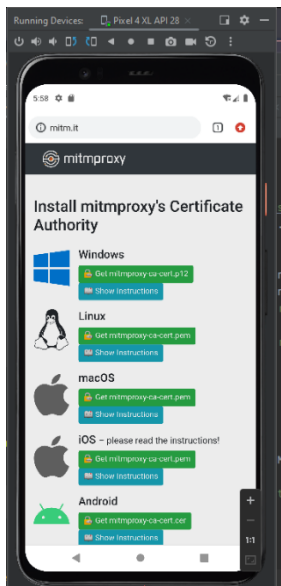 Running Devices: Pixel 4 XL API 28
5:58
mitm.it
1
mitmproxy
Install mitmproxy's Certificate
Authority
Windows
Get mitmproxy-ca-cert.p12
Show Instructions
Linux
Get mitmproxy-ca-cert.pem
Show Instructions
macOS
Get mitmproxy-ca-cert.pem
Show Instructions
iOS – please read the instructions!
Get mitmproxy-ca-cert.pem
Show Instructions
Android
Get mitmproxy-ca-cert.cer
Show Instructions
1:1